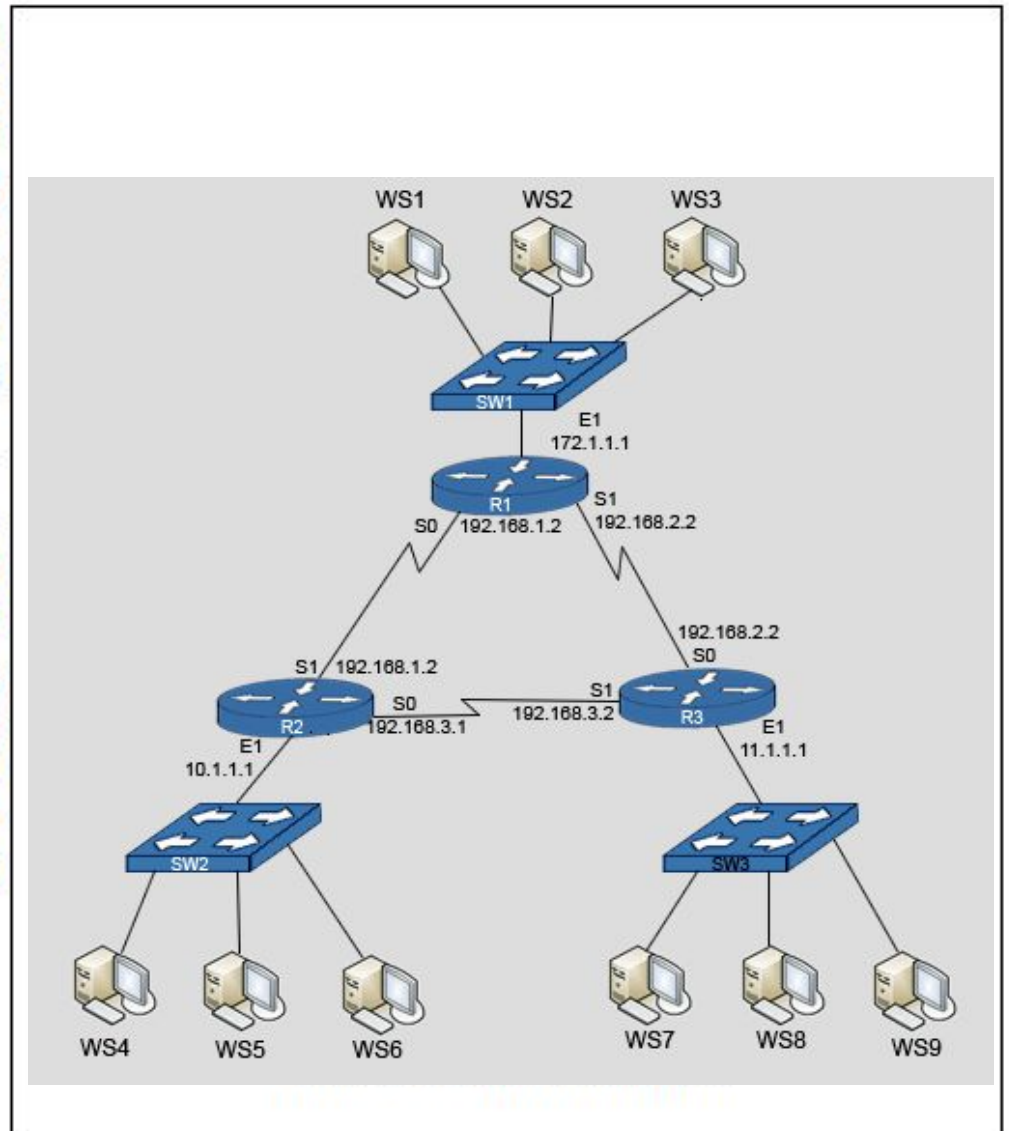 WS1 WS2 WS3
SW1
E1
172.1.1.1
R1
S1
S0 192.168.1.2
192.168.2.2
192.168.2.2
S0
S1 192.168.1.2
S0
S1
R2
192.168.3.1
192.168.3.2
R3
E1
E1
10.1.1.1
11.1.1.1
SW2
SW3
WS4 WS5 WS6
WS7 WS8 WS9